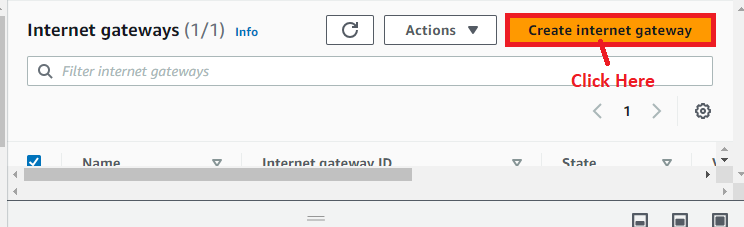 Internet gateways (1/1) Info Actions Create internet gateway
Filter internet gateways
Click Here
1
Name Internet gateway ID State